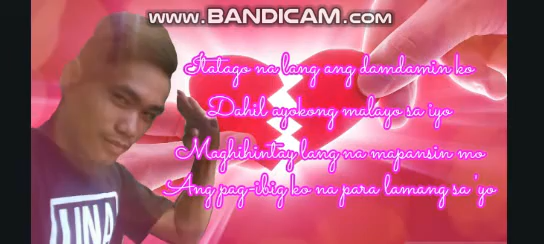 www.BANDICAM.com
Itatago na lang ang damdamin ko
Dahil ayokong malayo sa iyo
Maghihintay lang na mapansin mo
Ang pag-ibig ko na para lamang sa 'yo
UNA